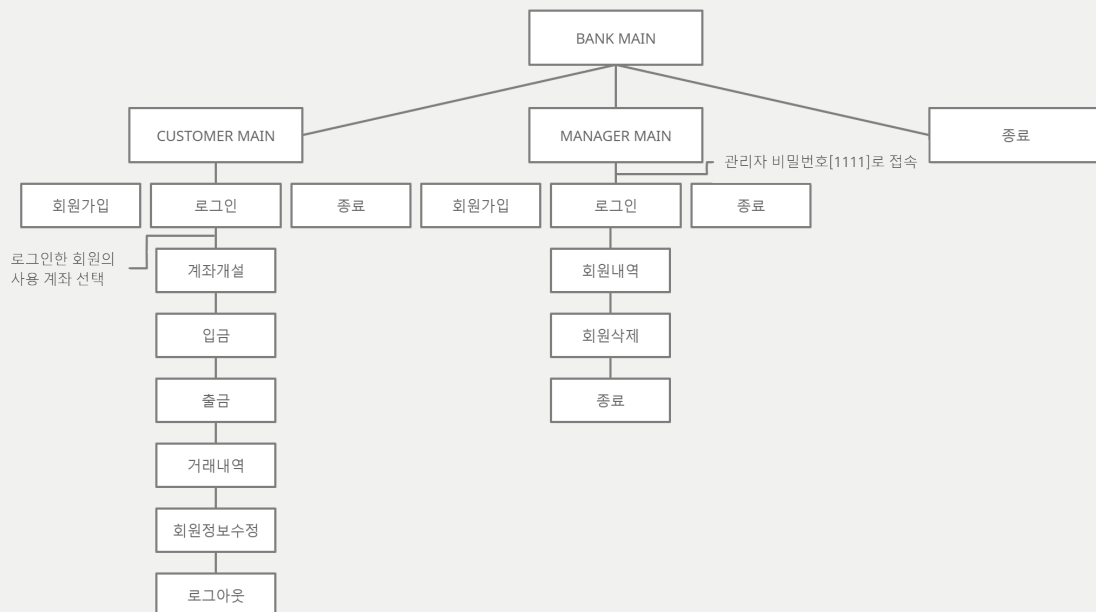 BANK MAIN
CUSTOMER MAIN
MANAGER MAIN
종료
관리자 비밀번호[1111]로 접속
회원가입
로그인
종료
회원가입
로그인
종료
로그인한 회원의
사용 계좌 선택
계좌개설
회원내역
입금
회원삭제
출금
종료
거래내역
회원정보수정
로그아웃